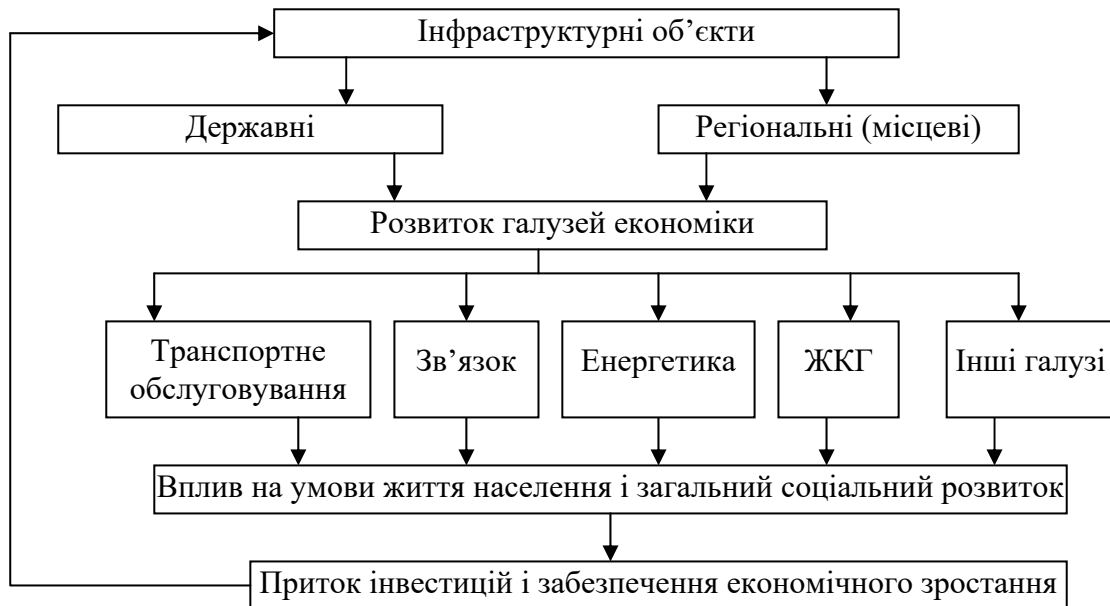 Інфраструктурні об’єкти
Державні
Регіональні (місцеві)
Розвиток галузей економіки
Транспортне
обслуговування
Зв’язок
Енергетика
ЖКГ
Інші галузі
Вплив на умови життя населення і загальний соціальний розвиток
Приток інвестицій і забезпечення економічного зростання